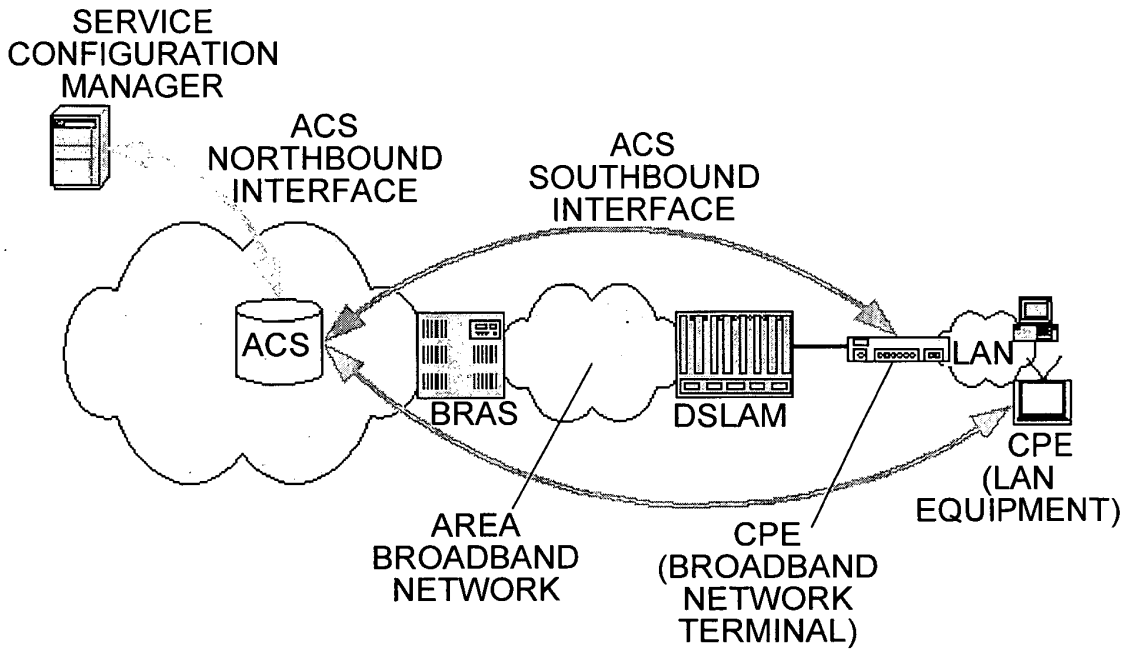 SERVICE
CONFIGURATION
MANAGER
ACS
NORTHBOUND
INTERFACE
ACS
SOUTHBOUND
INTERFACE
ACS
BRAS
DSLAM
LAN
CPE
(LAN
EQUIPMENT)
AREA
BROADBAND
NETWORK
CPE
(BROADBAND
NETWORK
TERMINAL)